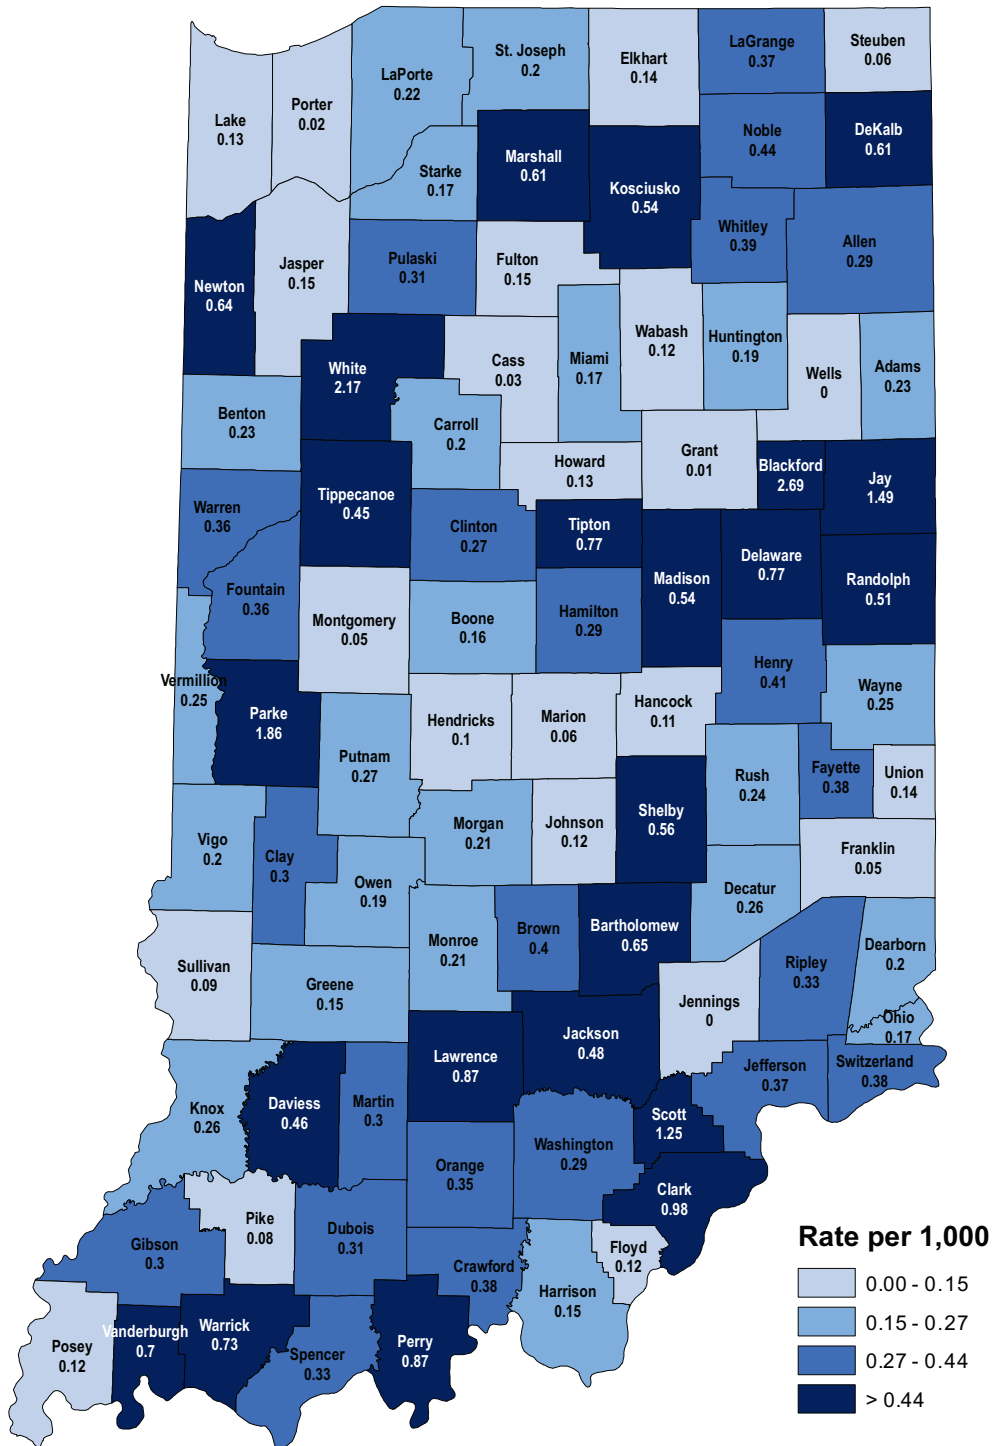 St. Joseph
0.2
Elkhart
0.14
LaGrange
0.37
Steuben
0.06
LaPorte
0.22
Porter
0.02
Lake
0.13
Noble
0.44
DeKalb
0.61
Marshall
0.61
Starke
0.17
Kosciusko
0.54
Whitley
0.39
Allen
0.29
Newton
0.64
Jasper
0.15
Pulaski
0.31
Fulton
0.15
Wabash
0.12
Huntington
0.19
Miami
0.17
Cass
0.03
White
2.17
Wells
0
Adams
0.23
Benton
0.23
Carroll
0.2
Howard
0.13
Grant
0.01
Blackford
2.69
Jay
1.49
Warren
0.36
Tippecanoe
0.45
Clinton
0.27
Tipton
0.77
Madison
0.54
Delaware
0.77
Randolph
0.51
Fountain
0.36
Montgomery
0.05
Boone
0.16
Hamilton
0.29
Henry
0.41
Wayne
0.25
Vermillion
0.25
Parke
1.86
Putnam
0.27
Hendricks
0.1
Marion
0.06
Hancock
0.11
Rush
0.24
Fayette
0.38
Union
0.14
Vigo
0.2
Clay
0.3
Owen
0.19
Morgan
0.21
Johnson
0.12
Shelby
0.56
Franklin
0.05
Decatur
0.26
Sullivan
0.09
Greene
0.15
Monroe
0.21
Brown
0.4
Bartholomew
0.65
Jennings
0
Ripley
0.33
Dearborn
0.2
Ohio
0.17
Switzerland
0.38
Jefferson
0.37
Jackson
0.48
Lawrence
0.87
Knox
0.26
Daviess
0.46
Martin
0.3
Scott
1.25
Washington
0.29
Orange
0.35
Clark
0.98
Gibson
0.3
Pike
0.08
Dubois
0.31
Crawford
0.38
Harrison
0.15
Floyd
0.12
Posey
0.12
Vanderburgh
0.7
Warrick
0.73
Spencer
0.33
Perry
0.87
Rate per 1,000
0.00 - 0.15
0.15 - 0.27
0.27 - 0.44
> 0.44